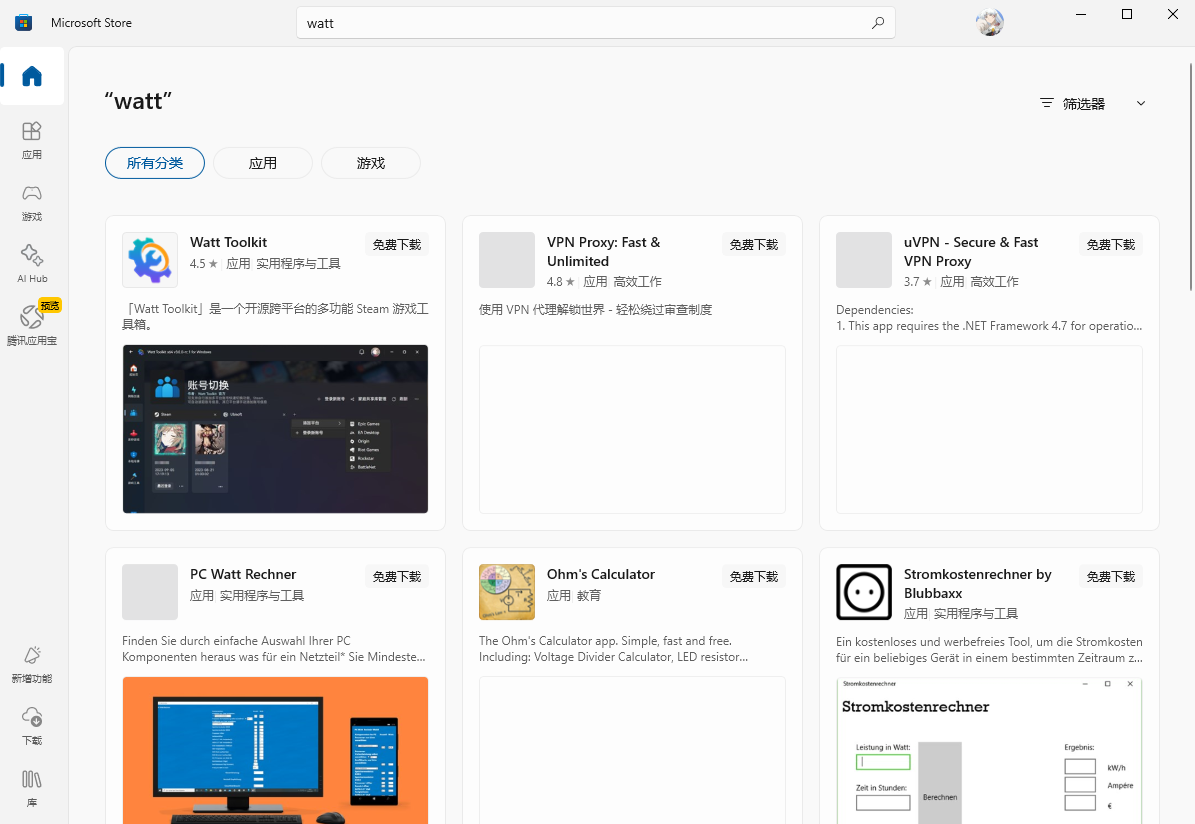 Microsoft Store
watt
“watt”
筛选器
所有分类
应用
游戏
应用
游戏
AI Hub
预览
腾讯应用宝
新增功能
下载
库
Watt Toolkit
免费下载
4.5 ★ 应用 实用程序与工具
「Watt Toolkit」是一个开源跨平台的多功能 Steam 游戏工
具箱。
账号切换
Steam
Ubisoft
Epic Games
EA Desktop
Origin
Riot Games
Rockstar
BattleNet
VPN Proxy: Fast &
Unlimited
免费下载
4.8 ★ 应用 高效工作
使用 VPN 代理解锁世界 - 轻松绕过审查制度
uVPN - Secure & Fast
VPN Proxy
免费下载
3.7 ★ 应用 高效工作
Dependencies:
1. This app requires the .NET Framework 4.7 for operatio...
PC Watt Rechner
免费下载
应用 实用程序与工具
Finden Sie durch einfache Auswahl Ihrer PC
Komponenten heraus was für ein Netzteil* Sie Mindeste...
Ohm's Calculator
免费下载
应用 教育
The Ohm's Calculator app. Simple, fast and free.
Including: Voltage Divider Calculator, LED resistor...
Stromkostenrechner by
Blubbaxx
免费下载
应用 实用程序与工具
Ein kostenloses und werbefreies Tool, um die Stromkosten
für ein beliebiges Gerät in einem bestimmten Zeitraum z...
Stromkostenrechner
Stromkostenrechner
Leistung in Watt:
Ergebnis:
kW/h
Zeit in Stunden:
Ampére
Berechnen
€